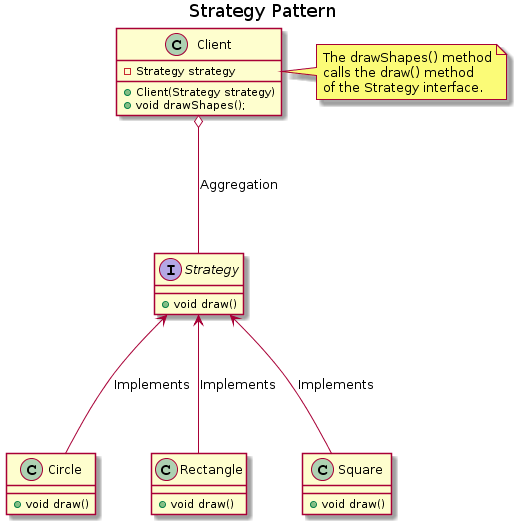 Strategy Pattern
C Client
Strategy strategy
Client(Strategy strategy)
void drawShapes();
The drawShapes() method
calls the draw() method
of the Strategy interface.
Aggregation
I Strategy
void draw()
Implements
Implements
Implements
C Circle
void draw()
C Rectangle
void draw()
C Square
void draw()